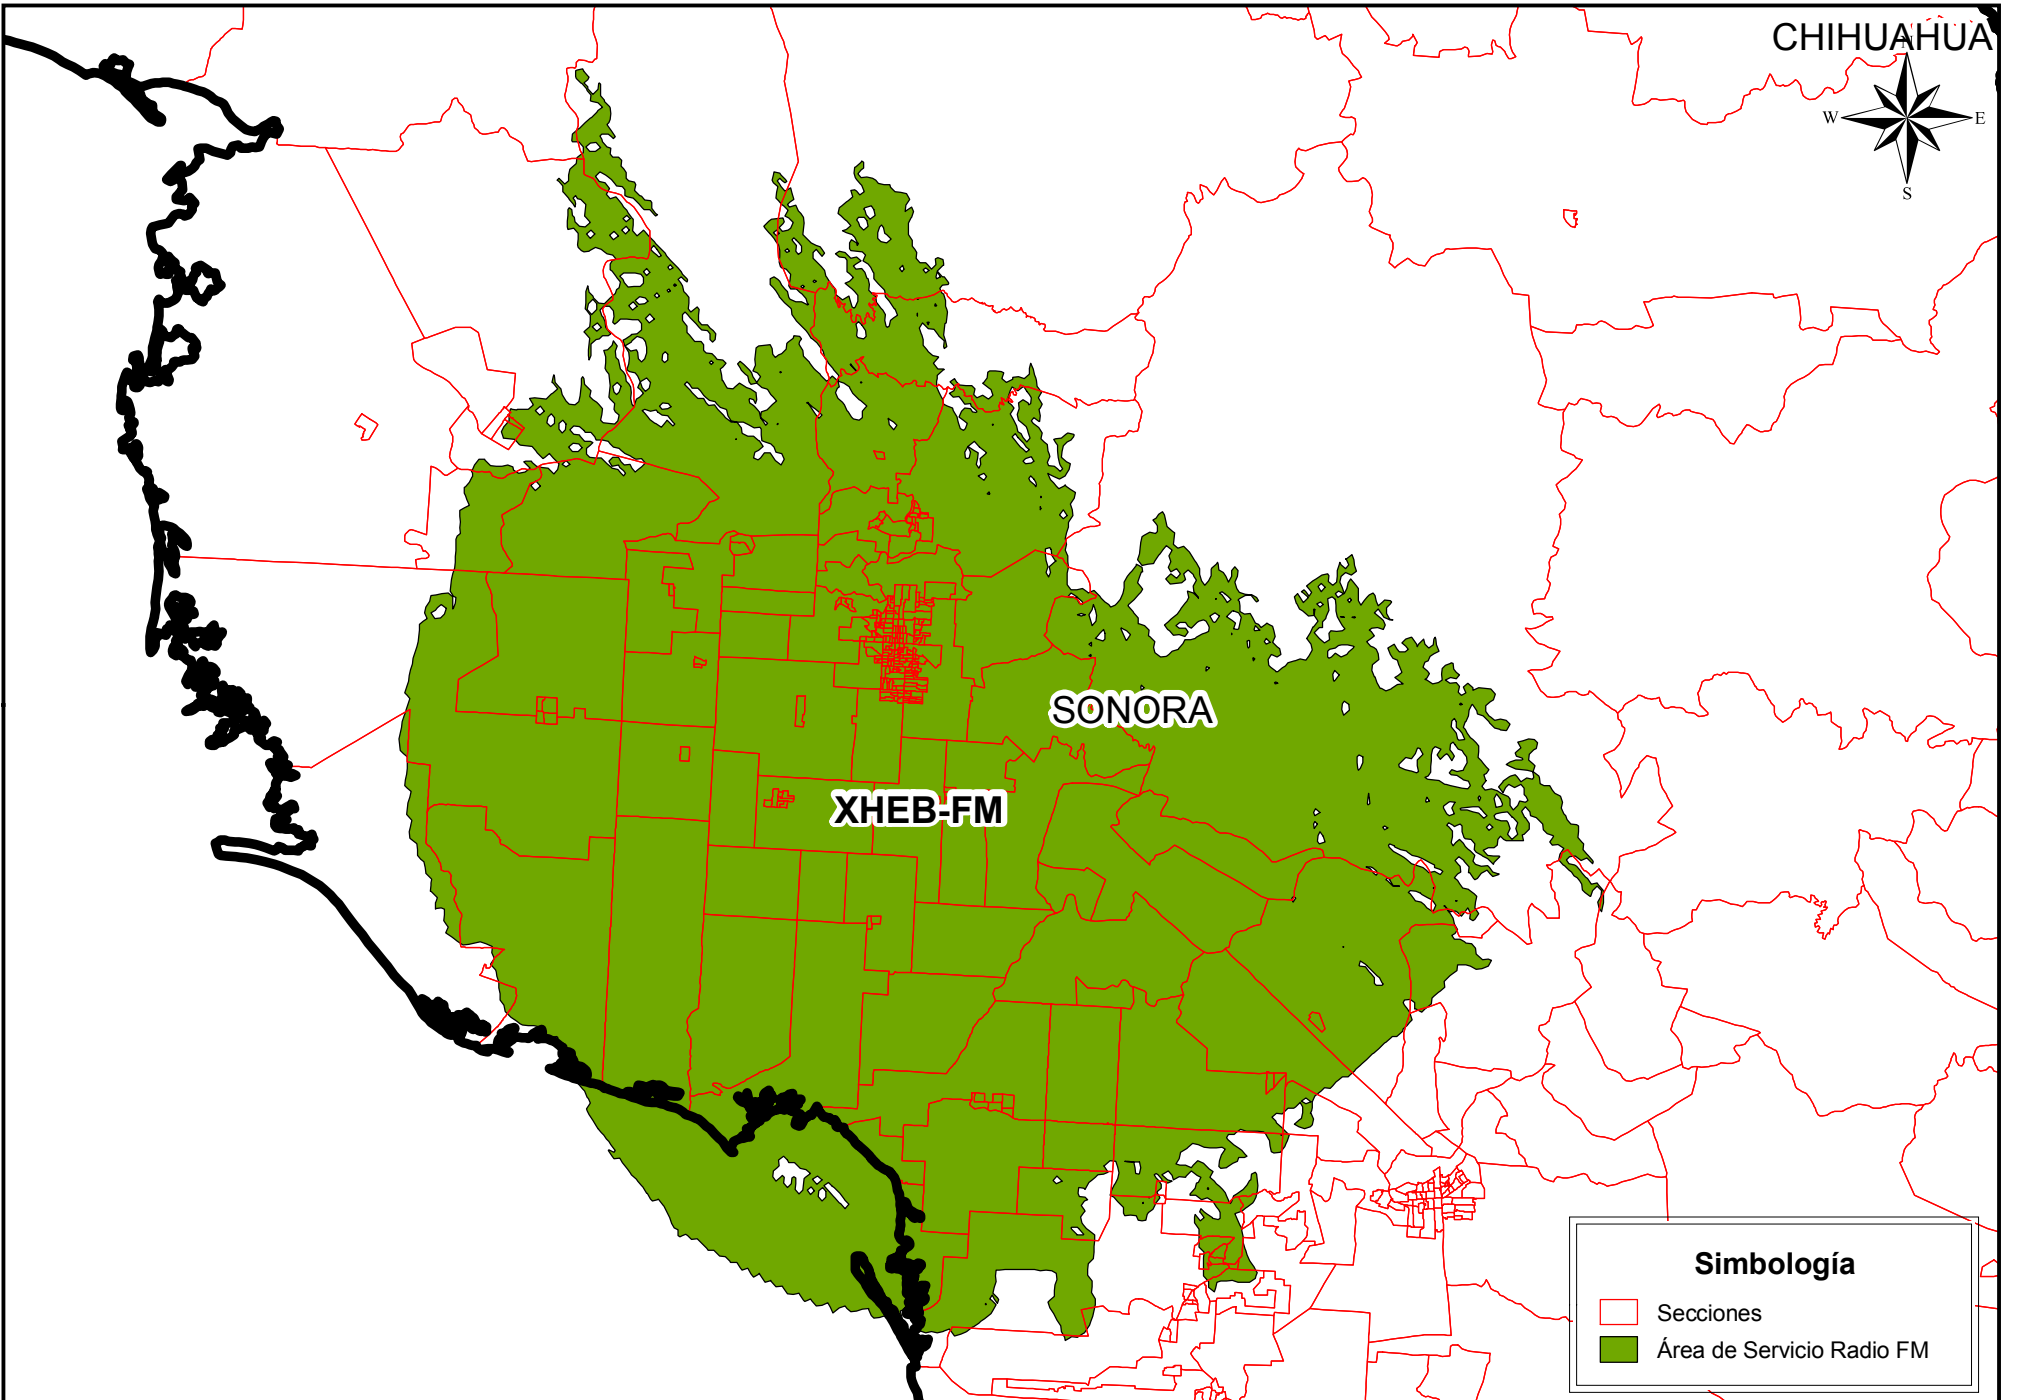 CHIHUAHUA
N
W
E
S
SONORA
XHEB-FM
Simbología
Secciones
Área de Servicio Radio FM